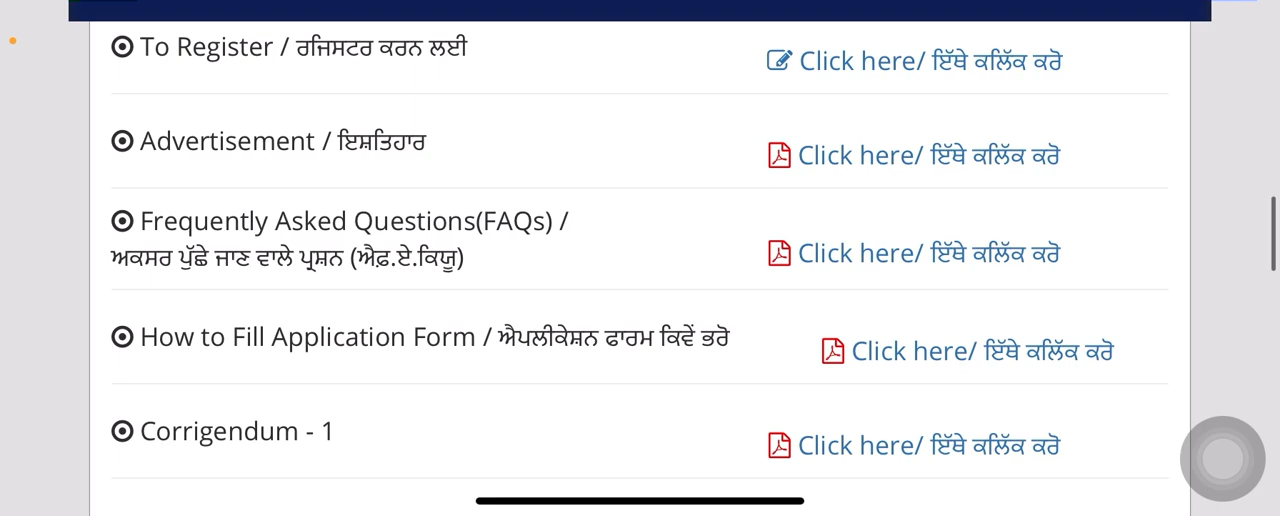 To Register / ਰਜਿਸਟਰ ਕਰਨ ਲਈ
Click here/ ਇੱਥੇ ਕਲਿੱਕ ਕਰੋ
Advertisement / ਇਸ਼ਤਿਹਾਰ
Click here/ ਇੱਥੇ ਕਲਿੱਕ ਕਰੋ
Frequently Asked Questions(FAQs) /
ਅਕਸਰ ਪੁੱਛੇ ਜਾਣ ਵਾਲੇ ਪ੍ਰਸ਼ਨ (ਐਫ਼.ਏ.ਕਿਯੂ)
Click here/ ਇੱਥੇ ਕਲਿੱਕ ਕਰੋ
How to Fill Application Form / ਐਪਲੀਕੇਸ਼ਨ ਫਾਰਮ ਕਿਵੇਂ ਭਰੋ
Click here/ ਇੱਥੇ ਕਲਿੱਕ ਕਰੋ
Corrigendum - 1
Click here/ ਇੱਥੇ ਕਲਿੱਕ ਕਰੋ